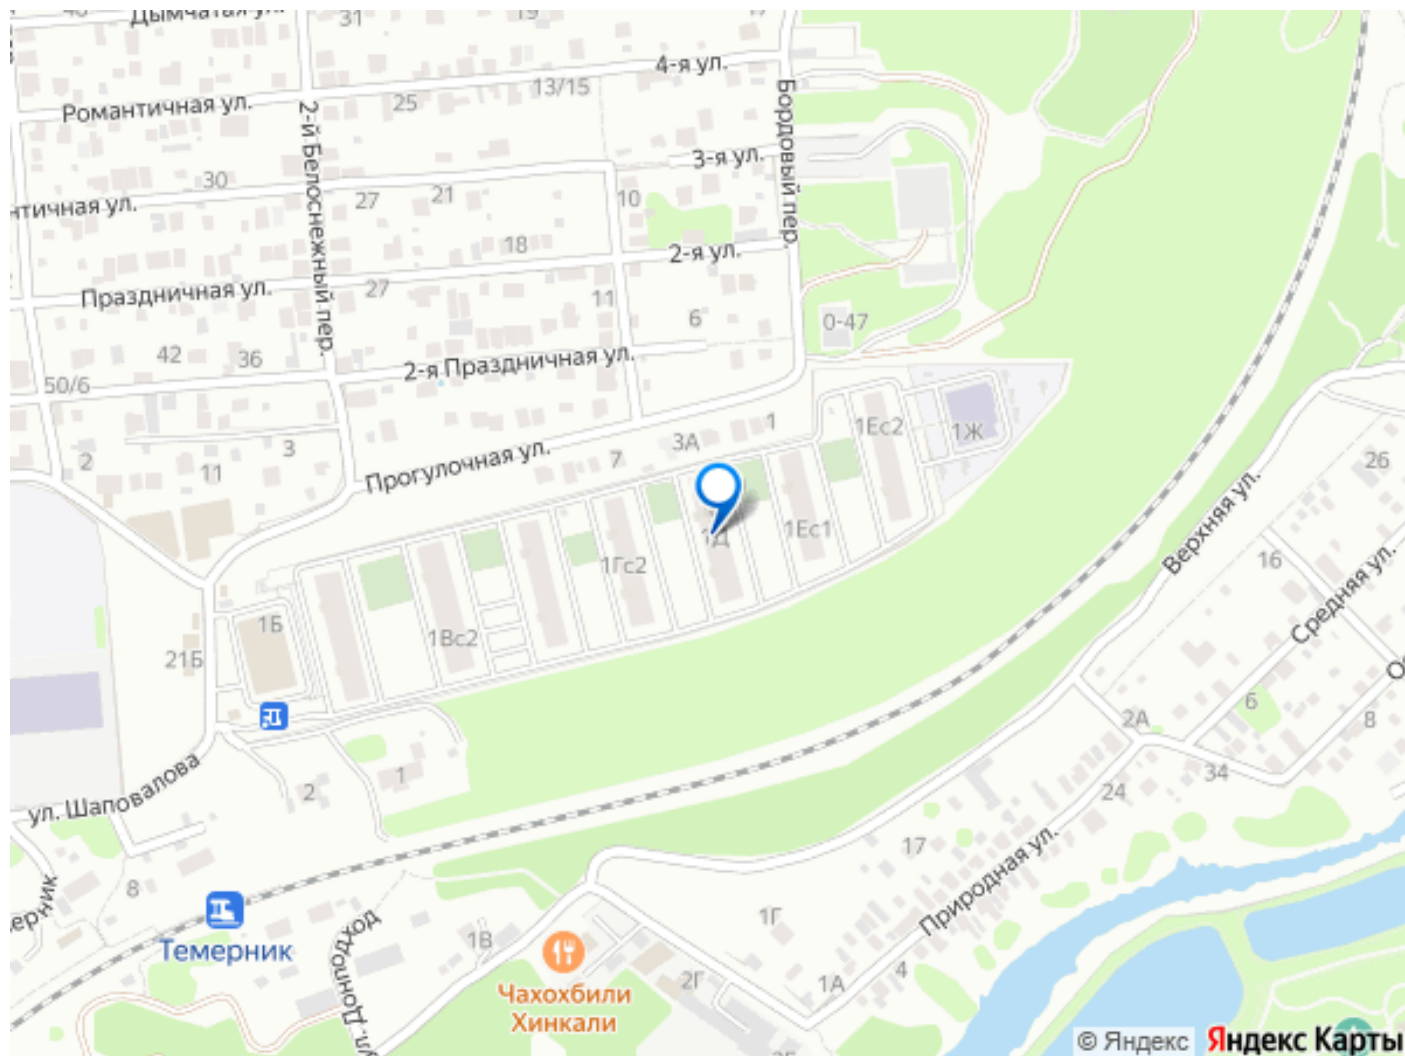 Дымчатая ул.
31
4-я ул.
13/15
25
Романтичная ул.
2-й Белоснежный пер.
Бордовый пер.
3-я ул.
30
27
21
10
нтичная ул.
18
2-я ул.
Праздничная ул.
27
11
6
0-47
42
36
2-я Праздничная ул.
50/6
1
1Ес2
1Ж
3А
3
2
11
7
Прогулочная ул.
26
Верхняя ул.
1Д
1Ес1
16
1Гс2
Средняя ул.
1Б
1Вс2
21Б
6
2А
8
34
1
2
24
ул. Шаповалова
17
Природная ул.
8
ерник
1Г
Темерник
1В
ул. Донподход
4
2Г
1А
Чахохбили
Хинкали
© Яндекс Яндекс Карты